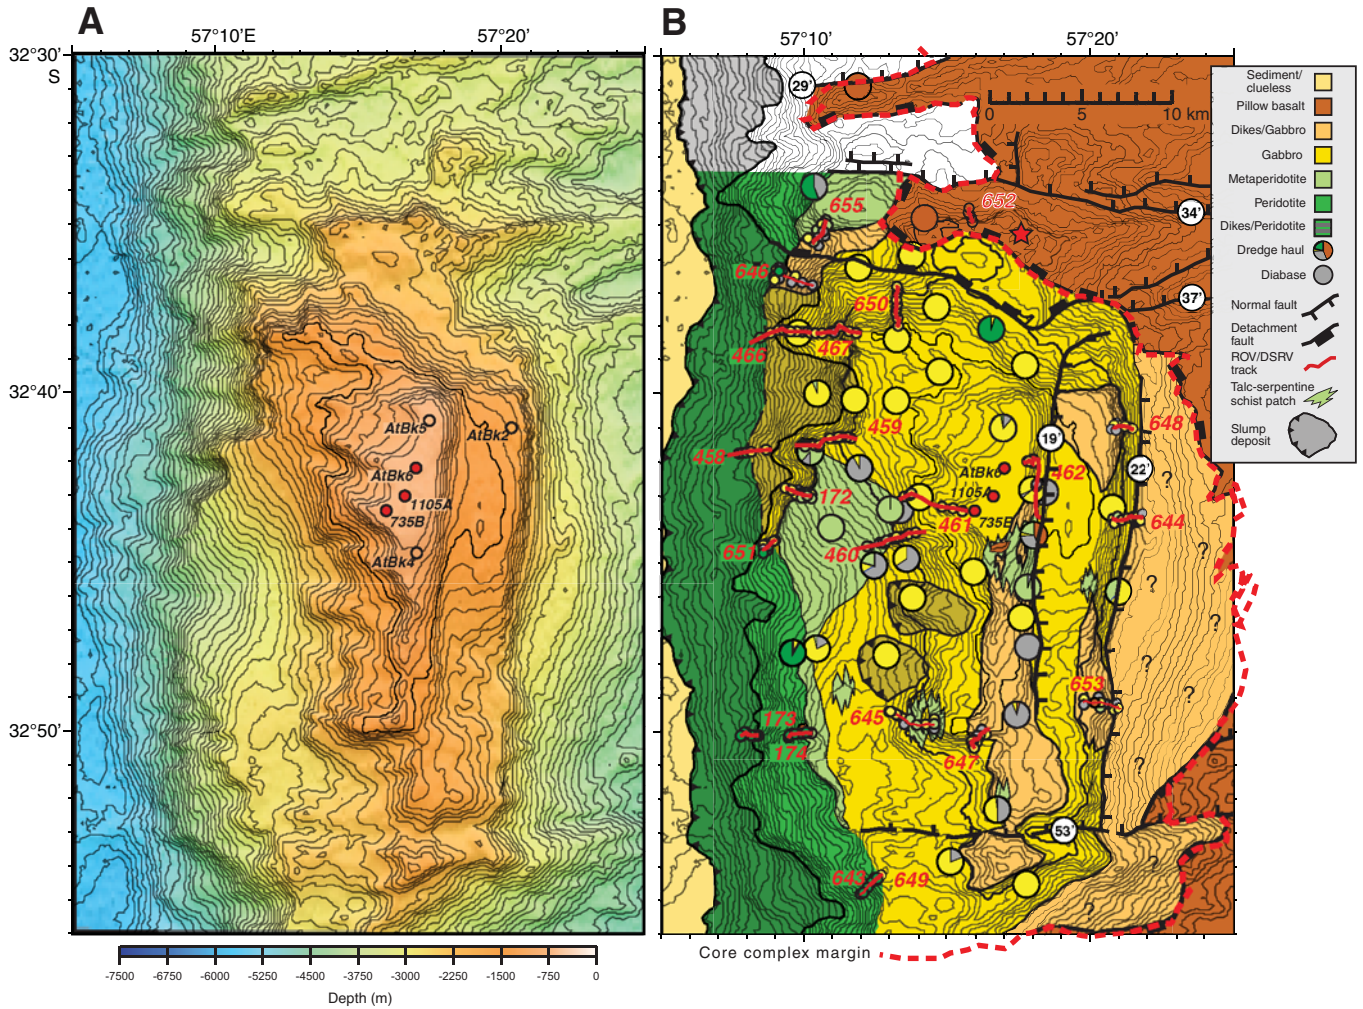 A
B
57°10'E
57°20'
57°10'
57°20'
32°30'
S
32°40'
32°50'
AtBk5
AtBk2
AtBk6
1105A
735B
AtBk4
-7500 -6750 -6000 -5250 -4500 -3750 -3000 -2250 -1500 -750 0
Depth (m)
29'
0 5 10 km
655
652
34'
646
650
37'
466
467
459
19'
648
458
AtBk6
462
22'
172
1105A
461
735B
644
651
460
?
?
?
?
?
653
?
173
645
174
647
?
53'
643
649
?
?
Core complex margin
Sediment/
clueless
Pillow basalt
Dikes/Gabbro
Gabbro
Metaperidotite
Peridotite
Dikes/Peridotite
Dredge haul
Diabase
Normal fault
Detachment
fault
ROV/DSRV
track
Talc-serpentine
schist patch
Slump
deposit